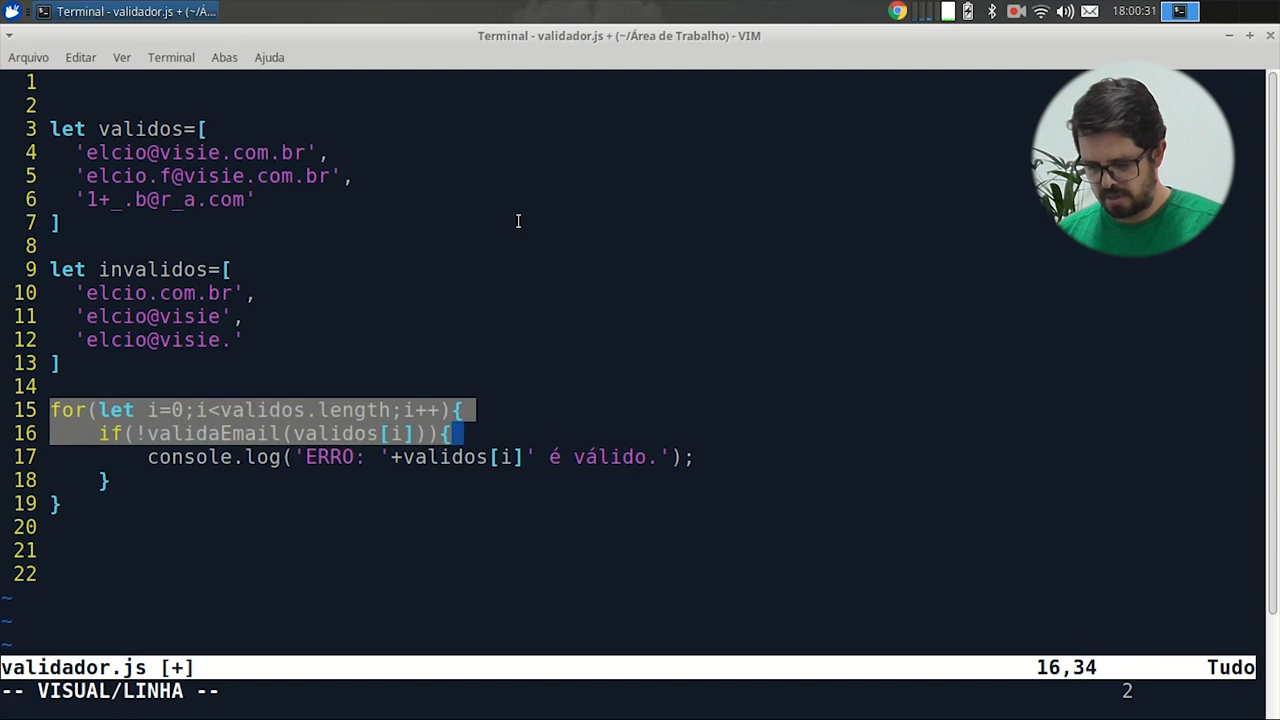 Terminal - validador.js + (~/Á...
18:00:31
Terminal - validador.js + (~/Área de Trabalho) - VIM
Arquivo Editar Ver Terminal Abas Ajuda
1
2
3 let validos=[
4 'elcio@visie.com.br',
5 'elcio.f@visie.com.br',
6 '1+_.b@r_a.com'
7 ]
8
9 let invalidos=[
10 'elcio.com.br',
11 'elcio@visie',
12 'elcio@visie.'
13 ]
14
15 for(let i=0;i<validos.length;i++){
16 if(!validaEmail(validos[i])){
17 console.log('ERRO: '+validos[i]' é válido.');
18 }
19 }
20
21
22
~
~
~
validador.js [+] 16,34 Tudo
-- VISUAL/LINHA -- 2